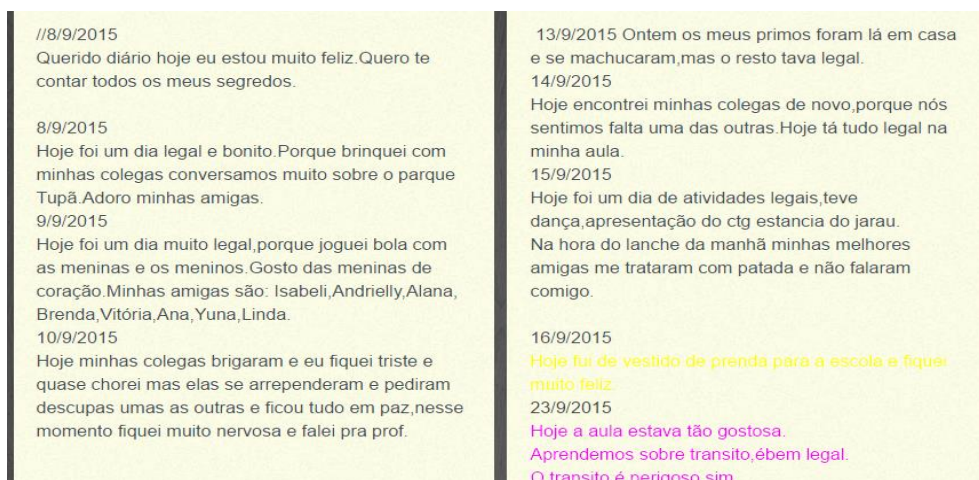 //8/9/2015
Querido diário hoje eu estou muito feliz.Quero te
contar todos os meus segredos.
8/9/2015
Hoje foi um dia legal e bonito.Porque brinquei com
minhas colegas conversamos muito sobre o parque
Tupã.Adoro minhas amigas.
9/9/2015
Hoje foi um dia muito legal,porque joguei bola com
as meninas e os meninos.Gosto das meninas de
coração.Minhas amigas são: Isabeli,Andrielly,Alana,
Brenda,Vitória,Ana,Yuna,Linda.
10/9/2015
Hoje minhas colegas brigaram e eu fiquei triste e
quase chorei mas elas se arrependeram e pediram
descupas umas as outras e ficou tudo em paz,nesse
momento fiquei muito nervosa e falei pra prof.
13/9/2015 Ontem os meus primos foram lá em casa
e se machucaram,mas o resto tava legal.
14/9/2015
Hoje encontrei minhas colegas de novo,porque nós
sentimos falta uma das outras.Hoje tá tudo legal na
minha aula.
15/9/2015
Hoje foi um dia de atividades legais,teve
dança,apresentação do ctg estancia do jarau.
Na hora do lanche da manhã minhas melhores
amigas me trataram com patada e não falaram
comigo.
16/9/2015
Hoje fui de vestido de prenda para a escola e fiquei
muito feliz.
23/9/2015
Hoje a aula estava tão gostosa.
Aprendemos sobre transito,ébem legal.
O transito é perigoso sim